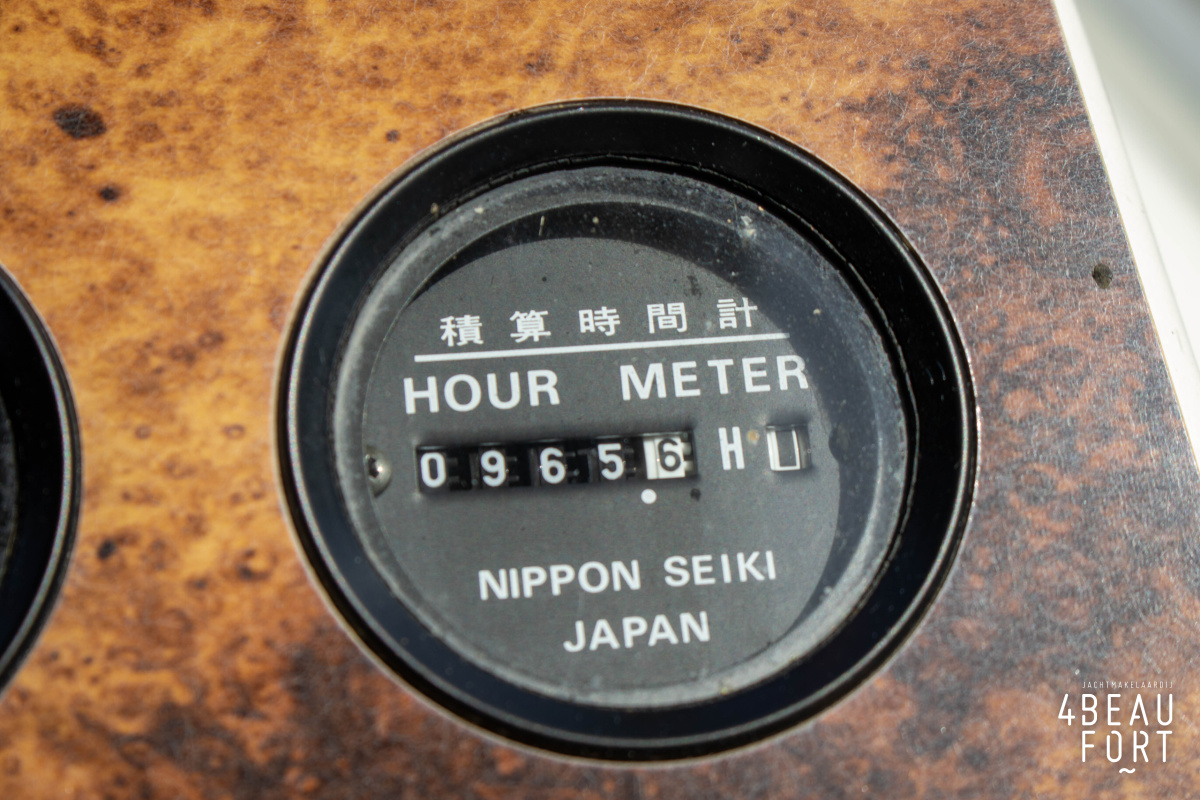 積算時間計
HOUR METER
09656 H
NIPPON SEIKI
JAPAN
JACHTMAKELAARDIJ
4BEAU
FORT